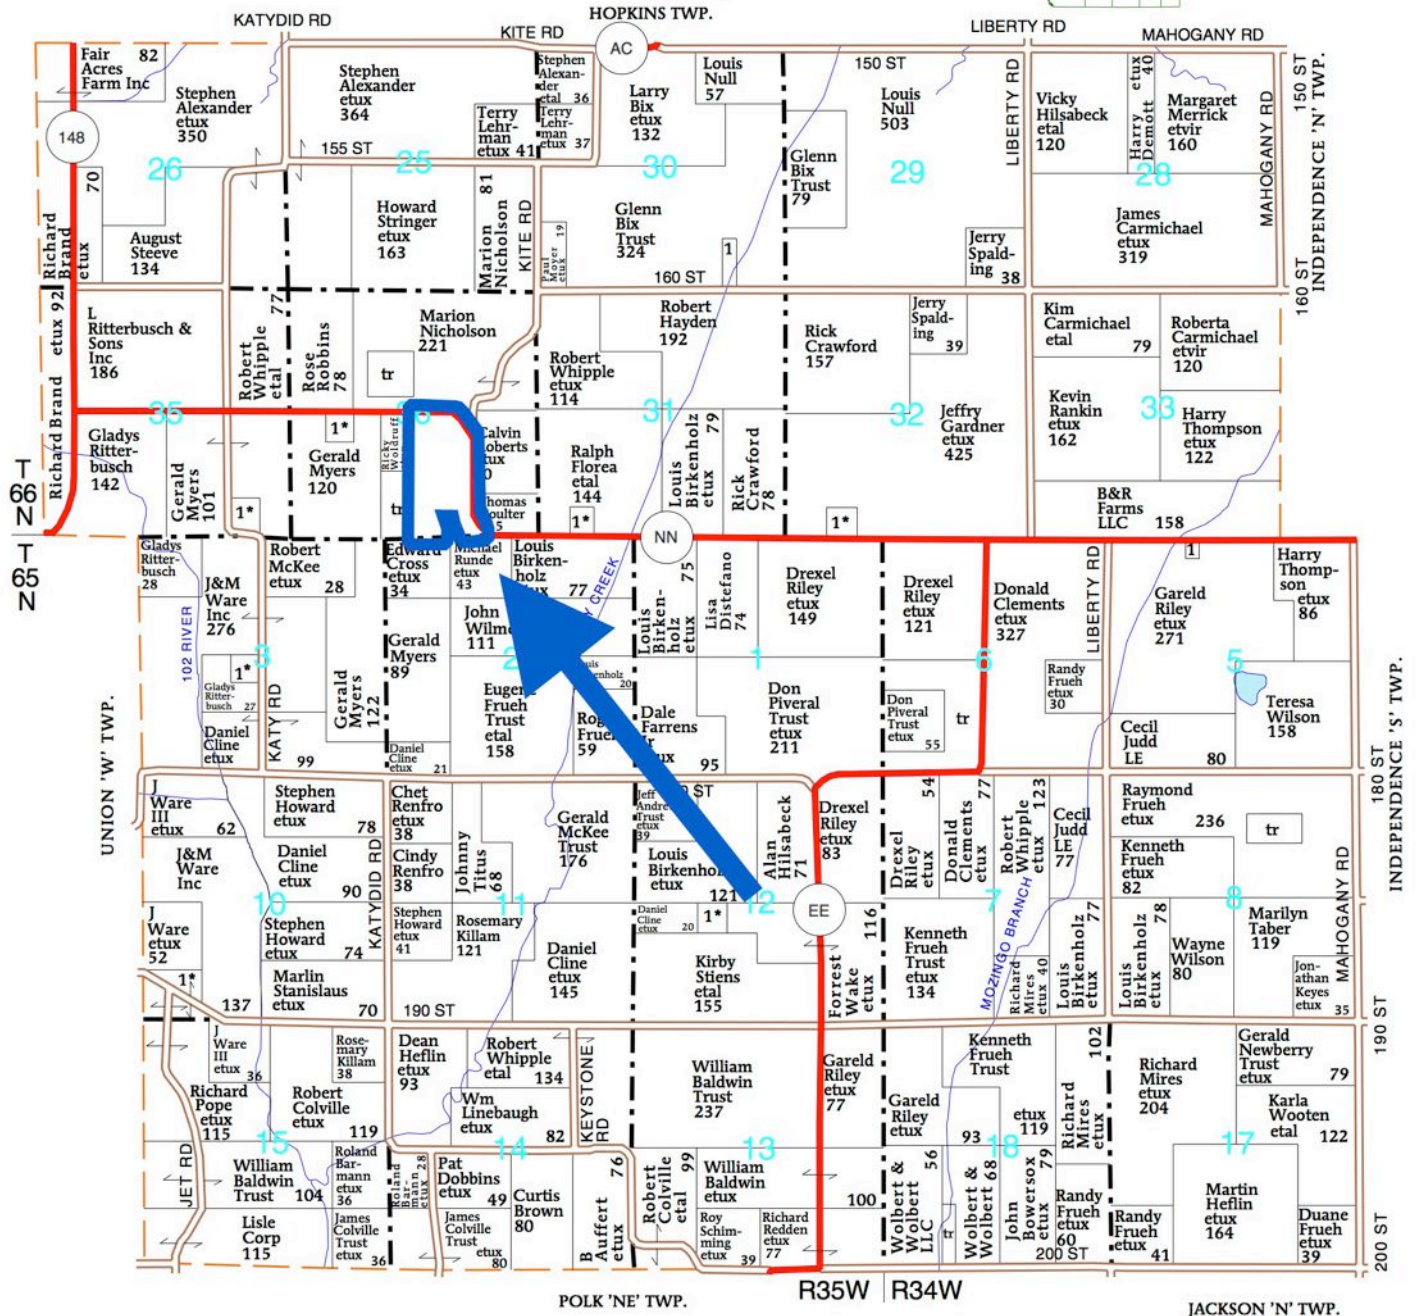 HOPKINS TWP.
KATYDID RD
KITE RD
LIBERTY RD
MAHOGANY RD
AC
Fair
Acres
Farm Inc
82
Stephen
Alexander
etux
350
Stephen
Alexander
etux
364
Stephen
Alexan-
der
etal 36
Terry
Lehr-
man
etux 41
Terry
Lehr-
man
etux 37
Larry
Bix
etux
132
Louis
Null
57
150 ST
Louis
Null
503
LIBERTY RD
Vicky
Hilsabeck
etal
120
Harry
Demott
etux
40
Margaret
Merrick
etvir
160
MAHOGANY RD
150 ST
INDEPENDENCE 'N' TWP.
148
26
155 ST
25
30
Glenn
Bix
Trust
79
29
28
70
Richard
Brand
etux
August
Steeve
134
Howard
Stringer
etux
163
Marion
Nicholson
81
KITE RD
Paul
Moyer
etux
19
Glenn
Bix
Trust
324
1
160 ST
Jerry
Spald-
ing
38
James
Carmichael
etux
319
160 ST
Richard Brand etux 92
L
Ritterbusch &
Sons
Inc
186
Robert
Whipple
etal
77
Rose
Robbins
78
Marion
Nicholson
221
tr
Robert
Whipple
etux
114
Robert
Hayden
192
Rick
Crawford
157
Jerry
Spald-
ing
39
Kim
Carmichael
etal
79
Roberta
Carmichael
etvir
120
35
31
32
33
Gladys
Ritter-
busch
142
Gerald
Myers
101
1*
1*
Gerald
Myers
120
Ricky
Woldruff
tr
Ralph
Florea
etal
144
1*
Louis
Birkenholz
etux
79
Rick
Crawford
78
Jeffry
Gardner
etux
425
1*
Kevin
Rankin
etux
162
Harry
Thompson
etux
122
B&R
Farms
LLC
158
T
66
N
T
65
N
NN
Gladys
Ritter-
busch
28
J&M
Ware
Inc
276
102 RIVER
Robert
McKee
etux
28
Edward
Cross
etux
34
Michael
Runde
etux
43
Louis
Birken-
holz
77
CREEK
Louis
Birken-
holz
etux
75
Lisa
Distefano
74
Drexel
Riley
etux
149
Drexel
Riley
etux
121
Donald
Clements
etux
327
LIBERTY RD
1
Gareld
Riley
etux
271
Harry
Thomp-
son
etux
86
3
1*
Gladys
Ritter-
busch
27
Daniel
Cline
etux
KATY RD
99
Gerald
Myers
122
Gerald
Myers
89
John
111
158
Trust
etal
Frueh
59
20
Daniel
Cline
etux
21
Dale
Farrens
95
1
Don
Piveral
Trust
etux
211
6
Don
Piveral
Trust
etux
55
tr
Randy
Frueh
etux
30
5
Cecil
Judd
LE
80
Teresa
Wilson
158
UNION 'W' TWP.
INDEPENDENCE 'S' TWP.
180 ST
J
Ware
III
etux
62
Stephen
Howard
etux
78
Chet
Renfro
etux
38
Cindy
Renfro
38
Johnny
Titus
68
Gerald
McKee
Trust
176
Jeff
Trust
etux
39
Louis
etux
121
Alan
Hilsabeck
71
Drexel
Riley
etux
83
Drexel
Riley
etux
54
Donald
Clements
etux
77
Robert
Whipple
etux
123
Cecil
Judd
LE
77
Raymond
Frueh
etux
236
tr
J&M
Ware
Inc
Daniel
Cline
etux
90
KATYDID RD
Kenneth
Frueh
etux
82
10
11
12
EE
7
8
J
Ware
etux
52
1*
137
Stephen
Howard
etux
74
Marlin
Stanislaus
etux
70
Stephen
Howard
etux
41
Rosemary
Killam
121
Daniel
Cline
etux
145
Daniel
Cline
etux
20
1*
Kirby
Stiens
etal
155
Forrest
Wake
etux
116
Kenneth
Frueh
Trust
etux
134
MOZINGO BRANCH
Richard
Mires
etux 40
Louis
Birkenholz
etux
77
Louis
Birkenholz
etux
78
Wayne
Wilson
80
Marilyn
Taber
119
Jon-
athan
Keyes
etux
35
MAHOGANY RD
190 ST
190 ST
J
Ware
III
etux
36
Rose-
mary
Killam
38
Dean
Heflin
etux
93
Robert
Whipple
etal
134
KEYSTONE
RD
William
Baldwin
Trust
237
Gareld
Riley
etux
77
Kenneth
Frueh
Trust
etux
119
Gareld
Riley
etux
93
Richard
Mires
etux
102
Richard
Mires
etux
204
Gerald
Newberry
Trust
etux
79
Karla
Wooten
etal
122
Richard
Pope
etux
115
Robert
Colville
etux
119
Wm
Linebaugh
etux
82
15
14
13
18
17
JET RD
William
Baldwin
Trust
104
Roland
Bar-
mann
etux
36
Roland
Bar-
mann
etux
28
Pat
Dobbins
etux
49
Curtis
Brown
80
B
Auffert
etux
76
Robert
Colville
etal
99
William
Baldwin
etux
100
Wolbert &
Wolbert
LLC
56
tr
Wolbert &
Wolbert 68
John
Bowersox
etux
79
Randy
Frueh
etux
60
Randy
Frueh
etux
41
Martin
Heflin
etux
164
Duane
Frueh
etux
39
Lisle
Corp
115
James
Colville
Trust
etux
36
James
Colville
Trust
etux
80
Roy
Schim-
ming
etux
39
Richard
Redden
etux
77
200 ST
200 ST
R35W
R34W
POLK 'NE' TWP.
JACKSON 'N' TWP.